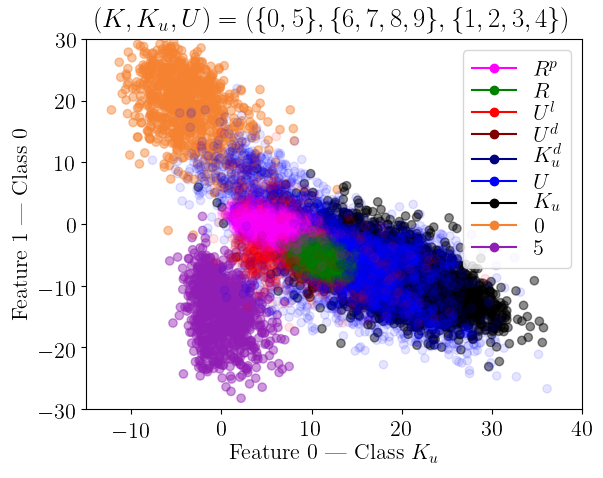 (K, K_u, U) = ({0, 5}, {6, 7, 8, 9}, {1, 2, 3, 4})
R^p
R
U^l
U^d
K_u^d
U
K_u
0
5
30
20
10
0
−10
−20
−30
Feature 1 — Class 0
−10
0
10
20
30
40
Feature 0 — Class K_u